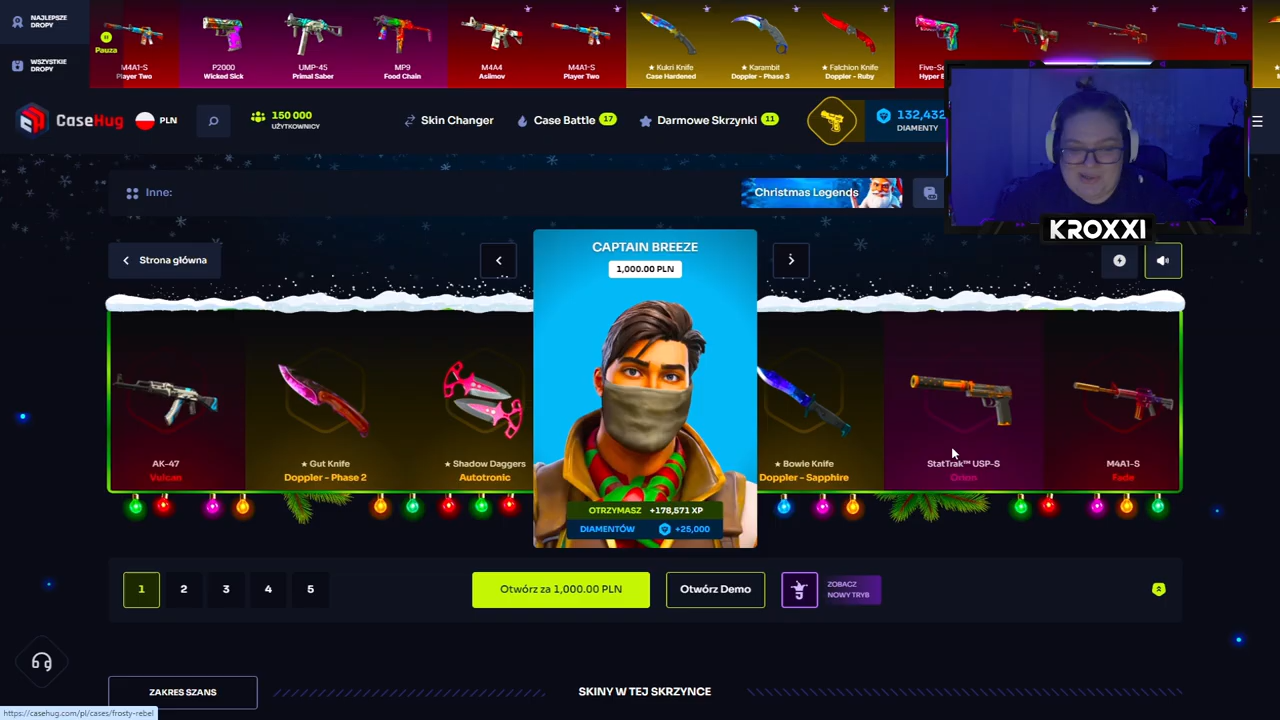 NAJLEPSZE
DROPY
WSZYSTKIE
DROPY
Pauza
M4A1-S
Player Two
P2000
Wicked Sick
UMP-45
Primal Saber
MP9
Food Chain
M4A4
Asiimov
M4A1-S
Player Two
★ Kukri Knife
Case Hardened
★ Karambit
Doppler - Phase 3
★ Falchion Knife
Doppler - Ruby
CaseHug
PLN
150 000
UŻYTKOWNICY
Skin Changer
Case Battle 17
Darmowe Skrzynki 11
132,432
DIAMENTY
KROXXI
Inne:
Christmas Legends
Strona główna
CAPTAIN BREEZE
1,000.00 PLN
AK-47
Vulcan
★ Gut Knife
Doppler - Phase 2
★ Shadow Daggers
Autotronic
★ Bowie Knife
Doppler - Sapphire
StatTrak™ USP-S
Orion
M4A1-S
Fade
OTRZYMASZ +178,571 XP
DIAMENTÓW +25,000
1 2 3 4 5
Otwórz za 1,000.00 PLN
Otwórz Demo
ZOBACZ
NOWY TRYB
ZAKRES SZANS
SKINY W TEJ SKRZYNCE
https://casehug.com/pl/cases/frosty-rebel